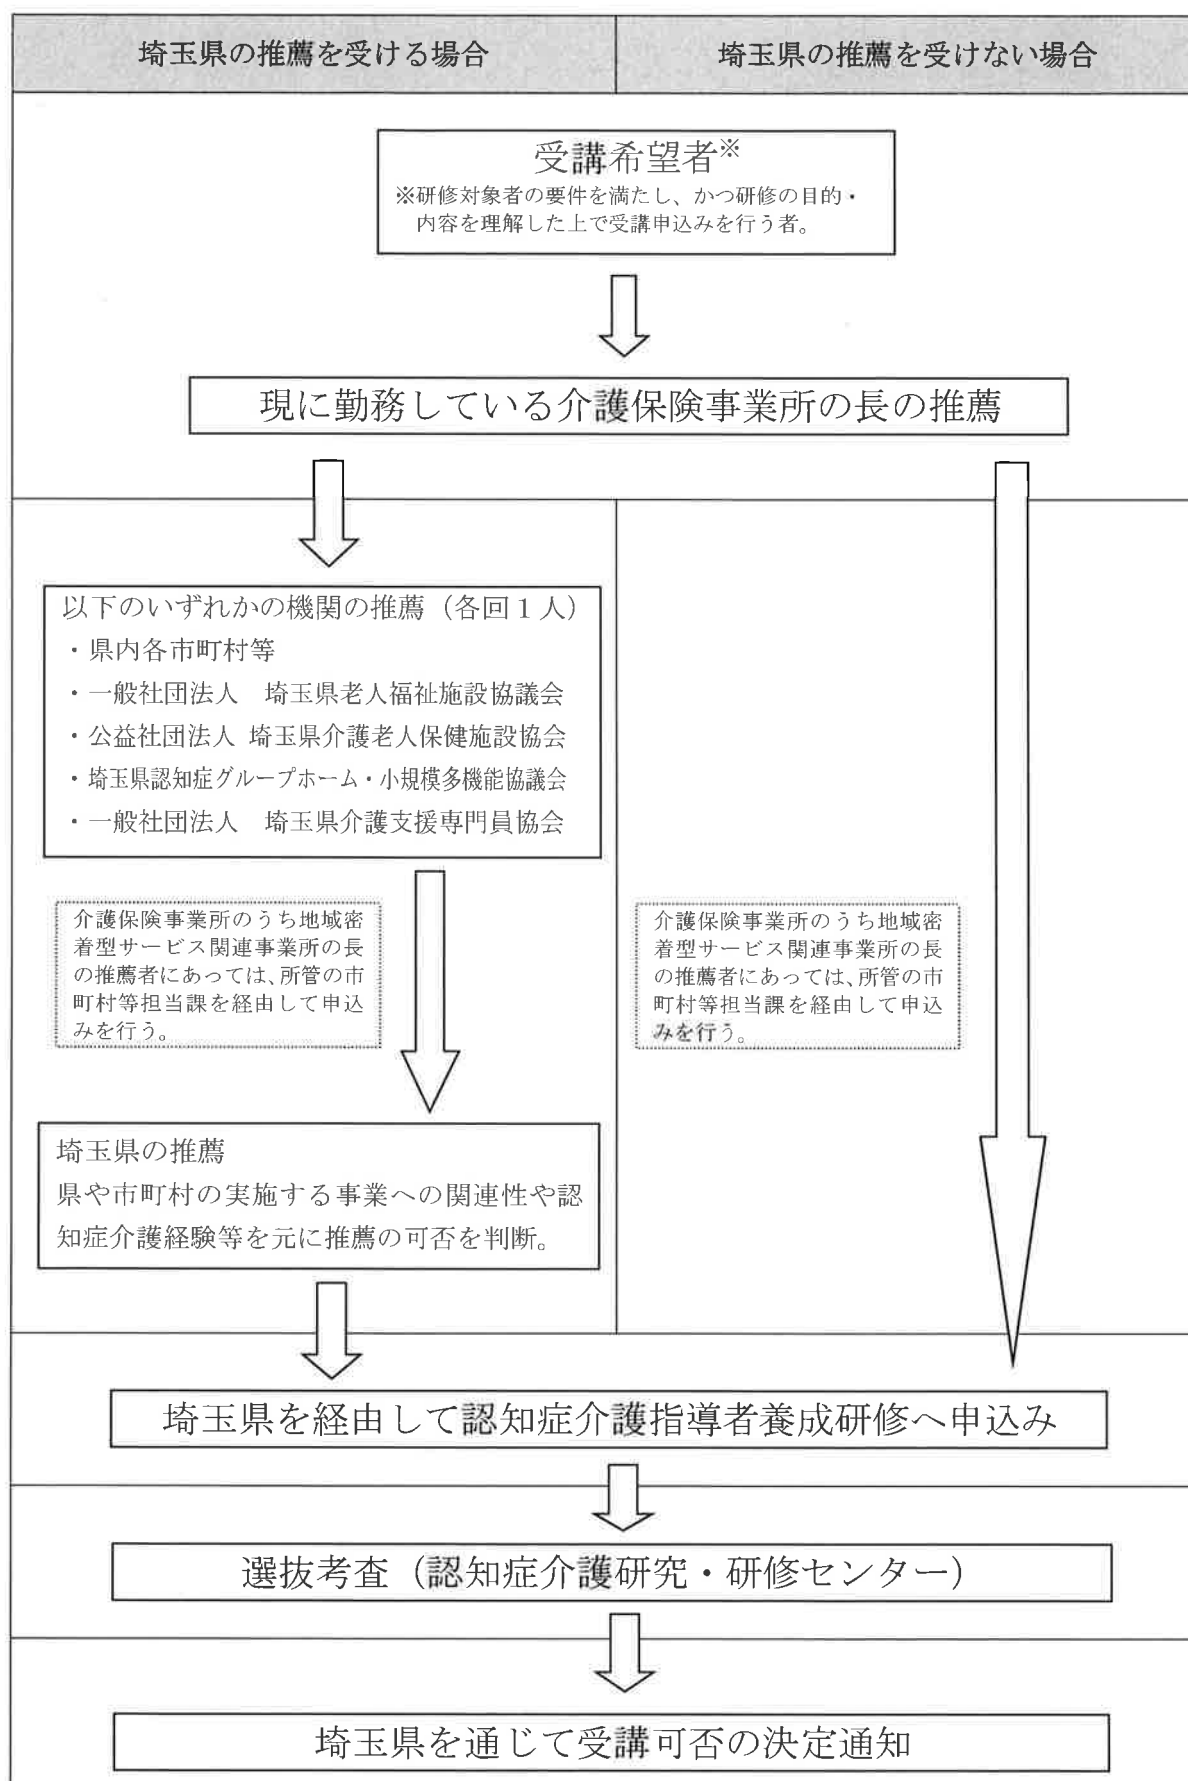 埼玉県の推薦を受ける場合
埼玉県の推薦を受けない場合
受講希望者※
※研修対象者の要件を満たし、かつ研修の目的・
内容を理解した上で受講申込みを行う者。
現に勤務している介護保険事業所の長の推薦
以下のいずれかの機関の推薦（各回１人）
・県内各市町村等
・一般社団法人　埼玉県老人福祉施設協議会
・公益社団法人 埼玉県介護老人保健施設協会
・埼玉県認知症グループホーム・小規模多機能協議会
・一般社団法人　埼玉県介護支援専門員協会
介護保険事業所のうち地域密
着型サービス関連事業所の長
の推薦者にあっては、所管の市
町村等担当課を経由して申込
みを行う。
介護保険事業所のうち地域密
着型サービス関連事業所の長
の推薦者にあっては、所管の市
町村等担当課を経由して申込
みを行う。
埼玉県の推薦
県や市町村の実施する事業への関連性や認
知症介護経験等を元に推薦の可否を判断。
埼玉県を経由して認知症介護指導者養成研修へ申込み
選抜考査（認知症介護研究・研修センター）
埼玉県を通じて受講可否の決定通知